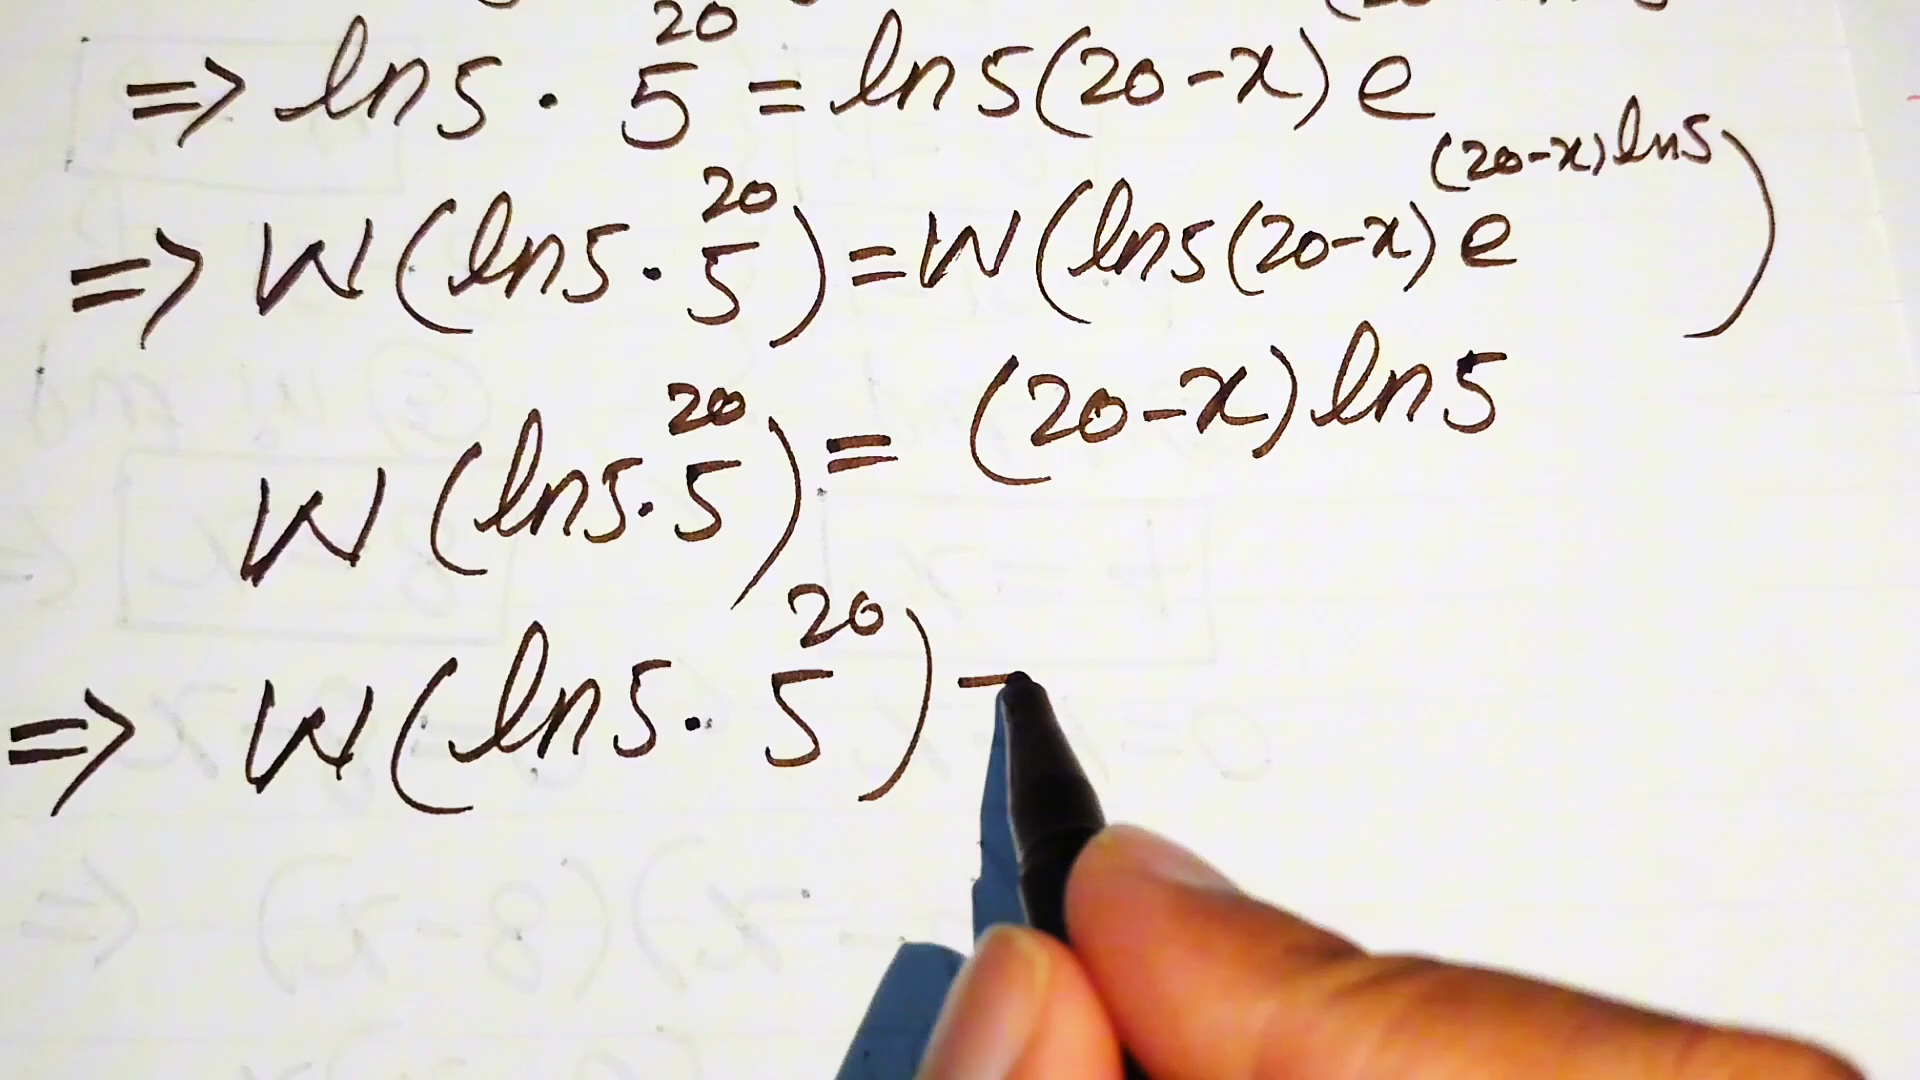 => ln5 · 5^20 = ln5(20-x)e^(20-x)ln5
=> W(ln5 · 5^20) = W(ln5(20-x)e^(20-x)ln5)
W(ln5 · 5^20) = (20-x)ln5
=> W(ln5 · 5^20) -